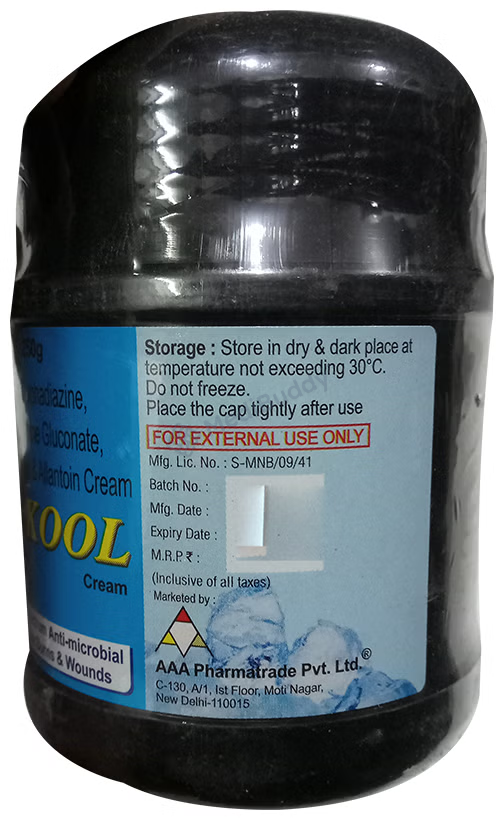 250g
Gluconate,
Allantoin Cream
KOOL
Cream
Anti-microbial
& Wounds
Storage : Store in dry & dark place at
temperature not exceeding 30°C.
Do not freeze.
Place the cap tightly after use
FOR EXTERNAL USE ONLY
Mfg. Lic. No. : S-MNB/09/41
Batch No. :
Mfg. Date :
Expiry Date :
M.R.P. ₹ :
(Inclusive of all taxes)
Marketed by :
AAA Pharmatrade Pvt. Ltd.®
C-130, A/1, Ist Floor, Moti Nagar,
New Delhi-110015